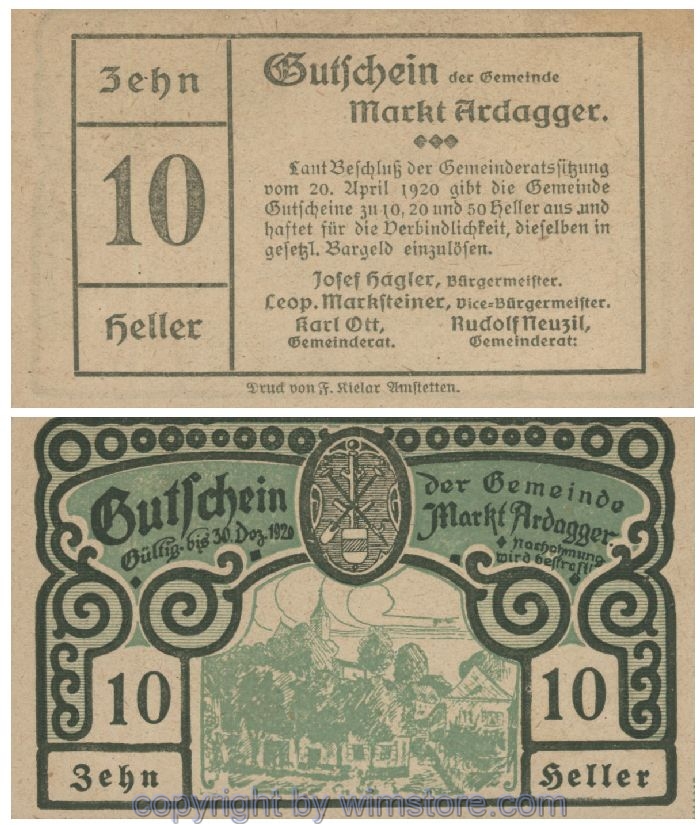 Zehn
10
Heller
Gutschein der Gemeinde
Markt Ardagger.
Laut Beschluß der Gemeinderatssitzung
vom 20. April 1920 gibt die Gemeinde
Gutscheine zu 10, 20 und 50 Heller aus und
haftet für die Verbindlichkeit, dieselben in
gesetzl. Bargeld einzulösen.
Josef Hagler, Bürgermeister.
Leop. Marksteiner, Vice-Bürgermeister.
Karl Ott, Rudolf Neuzil,
Gemeinderat. Gemeinderat:
Druck von F. Kielar Amstetten.
Gutschein
Gültig bis 30. Dez. 1920
der Gemeinde
Markt Ardagger.
Nachahmung
wird bestraft!
10 10
Zehn Heller
copyright by wimstore.com